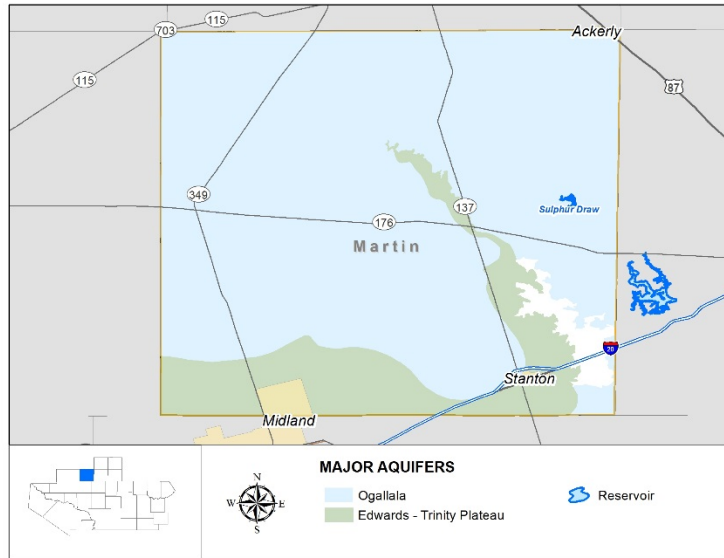 115
703
Ackerly
115
87
349
Sulphur Draw
137
176
Martin
20
Stanton
Midland
MAJOR AQUIFERS
N
W
E
S
Ogallala
Edwards - Trinity Plateau
Reservoir